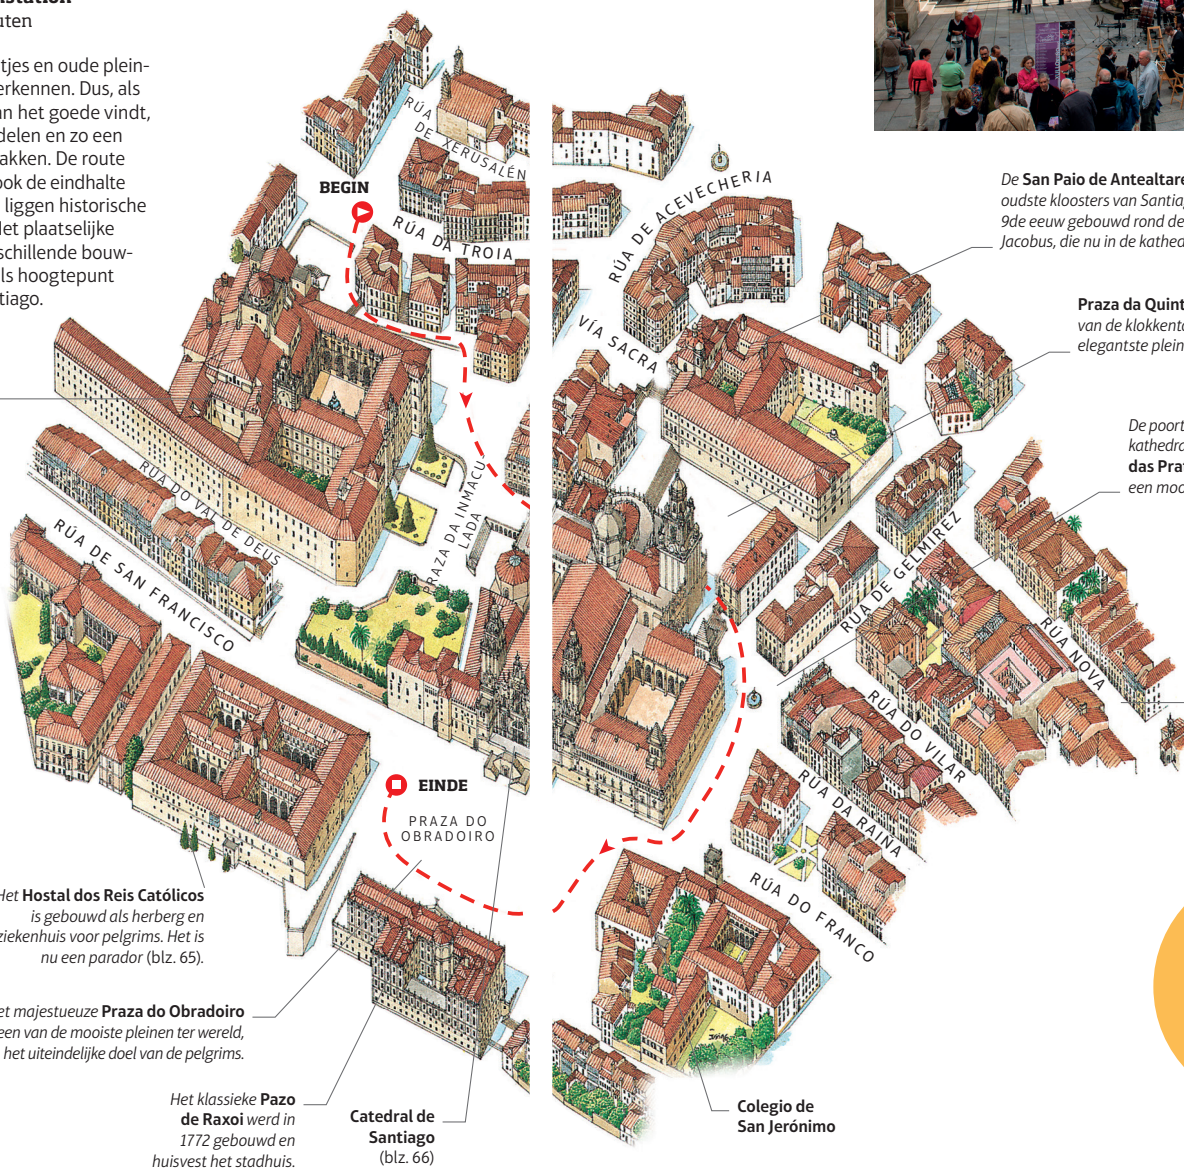 uten
tjes en oude plein-
erkennen. Dus, als
an het goede vindt,
delen en zo een
akken. De route
ook de eindhalte
liggen historische
let plaatselijke
schillende bouw-
ls hoogtepunt
tiago.
BEGIN
RÚA DE XERUSALÉN
RÚA DA TROIA
RÚA DE ACEVECHERIA
VÍA SACRA
De San Paio de Antealtare
oudste kloosters van Santiag
9de eeuw gebouwd rond de
Jacobus, die nu in de kathed
Praza da Quint
van de klokkento
elegantste plein
De poort
kathedra
das Prat
een moo
RÚA DO VAL DE DEUS
RÚA DE SAN FRANCISCO
RAZA DA INMACU
LADA
RÚA DE GELMIREZ
RÚA NOVA
RÚA DO VILAR
RÚA DA RAIÑA
RÚA DO FRANCO
EINDE
PRAZA DO
OBRADOIRO
Het Hostal dos Reis Católicos
is gebouwd als herberg en
ziekenhuis voor pelgrims. Het is
nu een parador (blz. 65).
et majestueuze Praza do Obradoiro
een van de mooiste pleinen ter wereld,
het uiteindelijke doel van de pelgrims.
Het klassieke Pazo
de Raxoi werd in
1772 gebouwd en
huisvest het stadhuis.
Catedral de
Santiago
(blz. 66)
Colegio de
San Jerónimo